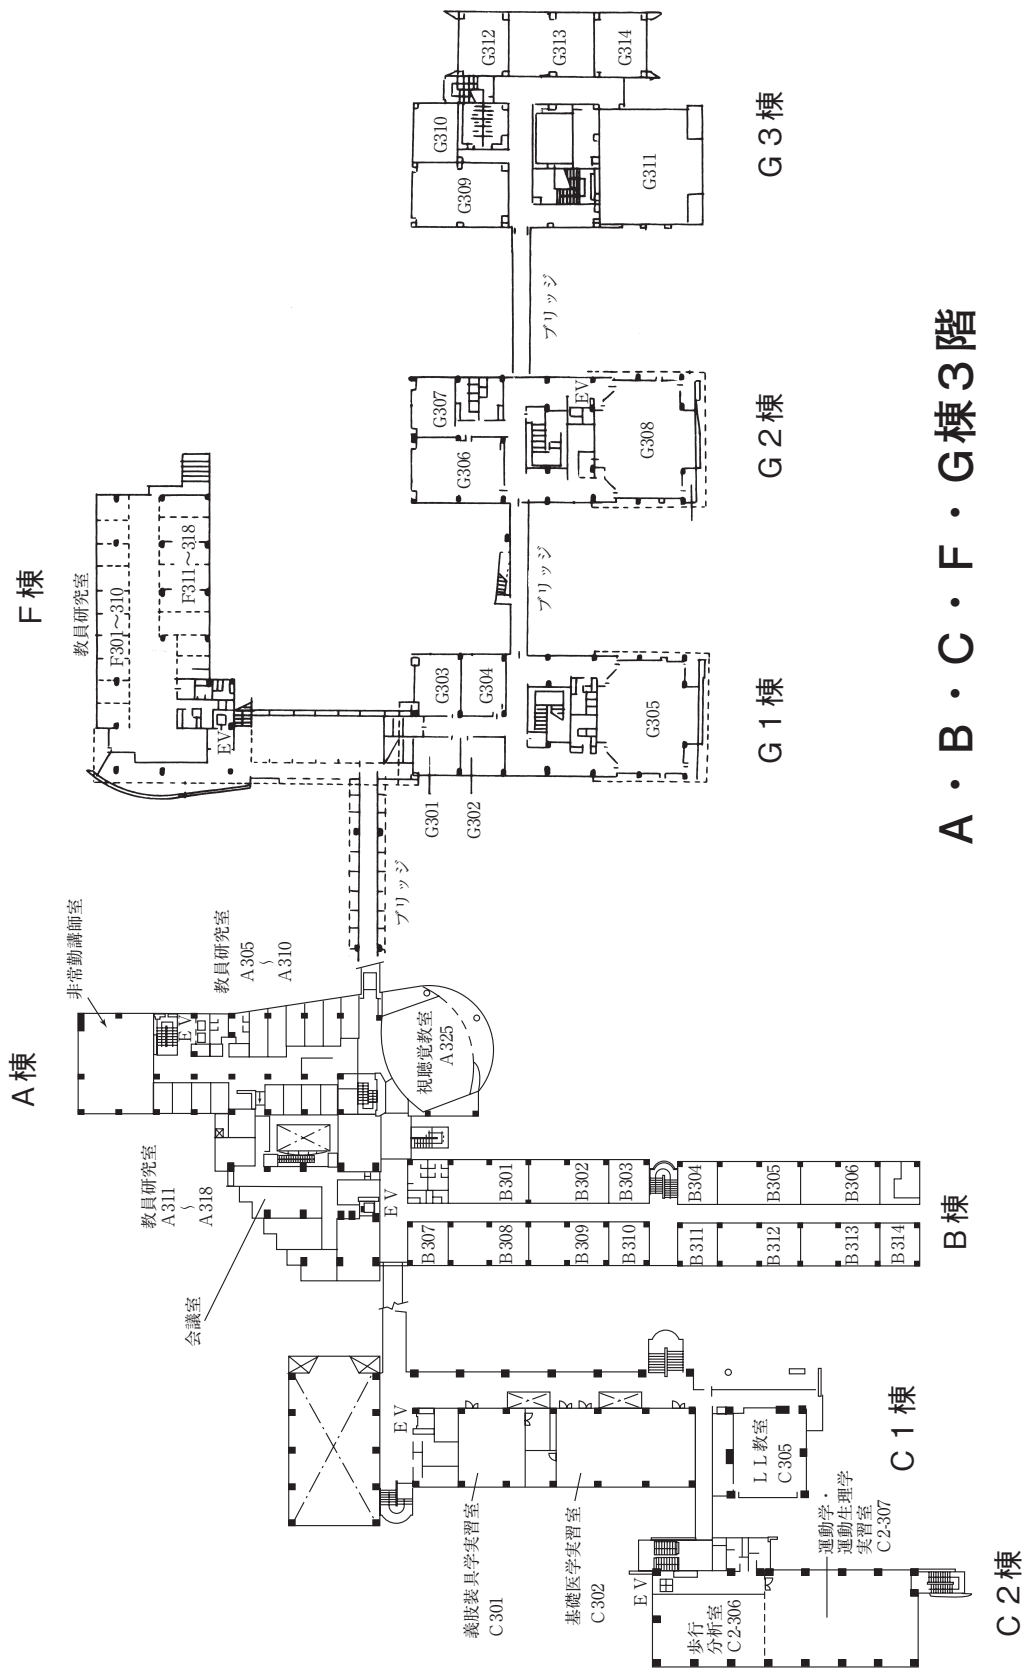 A・B・C・F・G棟3階
C2棟
C1棟
B棟
A棟
F棟
G1棟
G2棟
G3棟
歩行
分析室
C2-306
運動学・
運動生理学
実習室
C2-307
EV
義肢装具学実習室
C301
基礎医学実習室
C302
LL教室
C305
EV
会議室
教員研究室
A311
〜
A318
非常勤講師室
教員研究室
A305
〜
A310
EV
視聴覚教室
A325
EV
B301
B302
B303
B304
B305
B306
B307
B308
B309
B310
B311
B312
B313
B314
ブリッジ
教員研究室
F301〜310
F311〜318
EV
G301
G302
G303
G304
G305
ブリッジ
G306
G307
EV
G308
ブリッジ
G309
G310
G311
G312
G313
G314